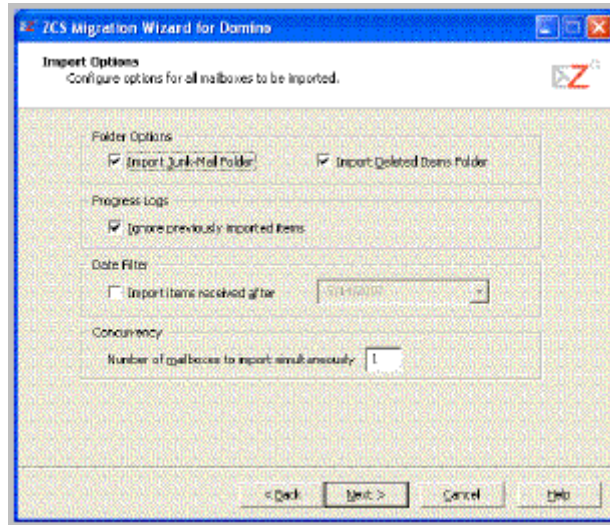 ZCS Migration Wizard for Domino
Import Options
Configure options for all mailboxes to be imported.
Folder Options
Import Junk-Mail Folder
Import Deleted Items Folder
Progress Logs
Ignore previously imported items
Date Filter
Import items received after
Concurrency
Number of mailboxes to import simultaneously 1
< Back
Next >
Cancel
Help